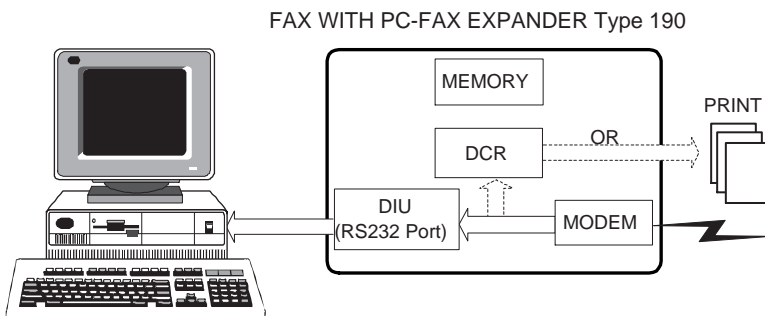 FAX WITH PC-FAX EXPANDER Type 190
MEMORY
PRINT
OR
DCR
DIU
(RS232 Port)
MODEM